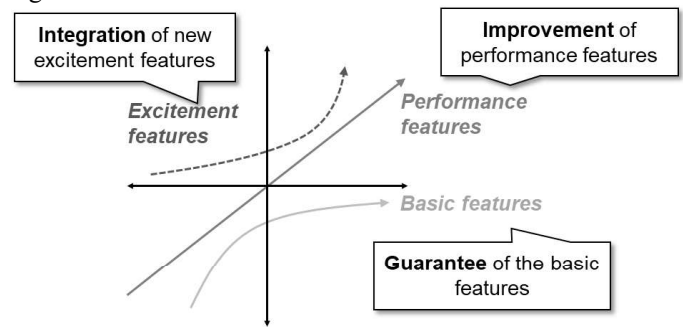 Integration of new
excitement features
Improvement of
performance features
Excitement
features
Performance
features
Basic features
Guarantee of the basic
features